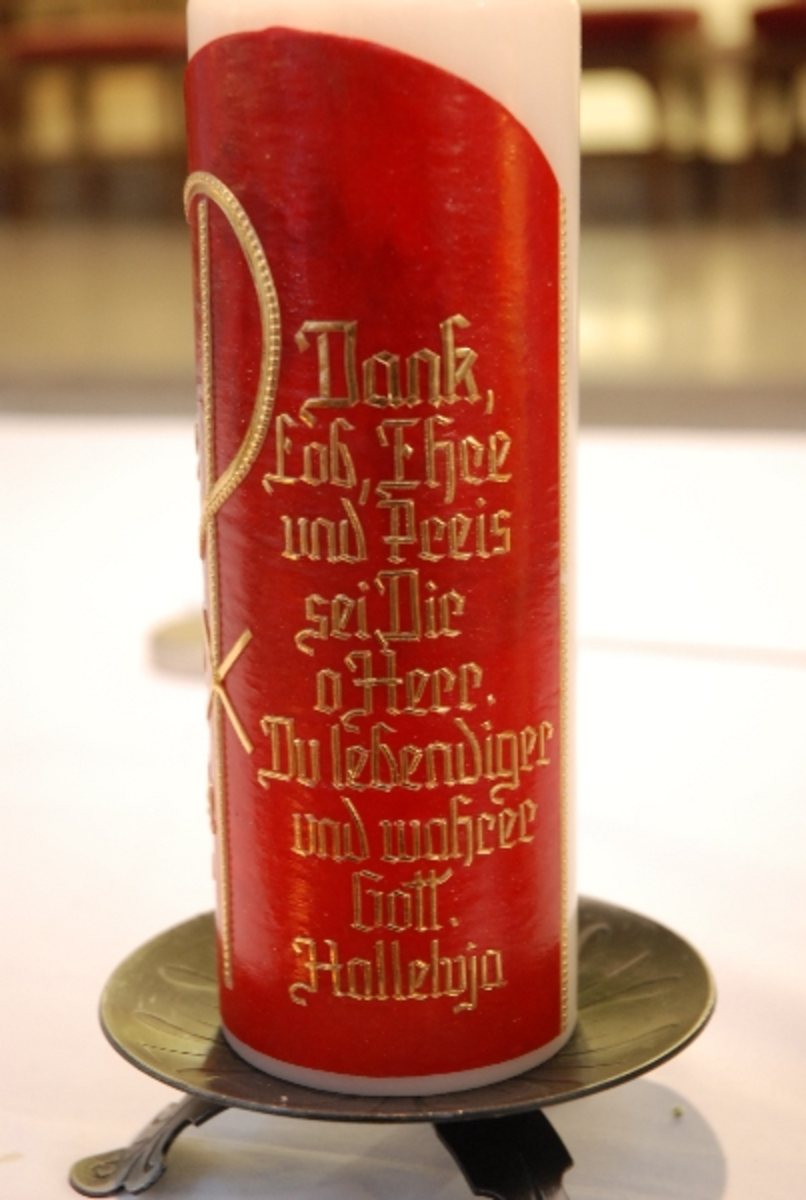 Dank,
Lob, Ehre
und Preis
sei Dir
o Herr.
Du lebendiger
und wahrer
Gott.
Halleluja